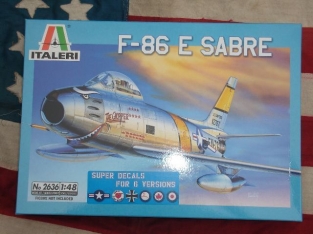 ITALERI
F-86 E SABRE
SUPER DECALS
FOR 6 VERSIONS
No 2636 1:48